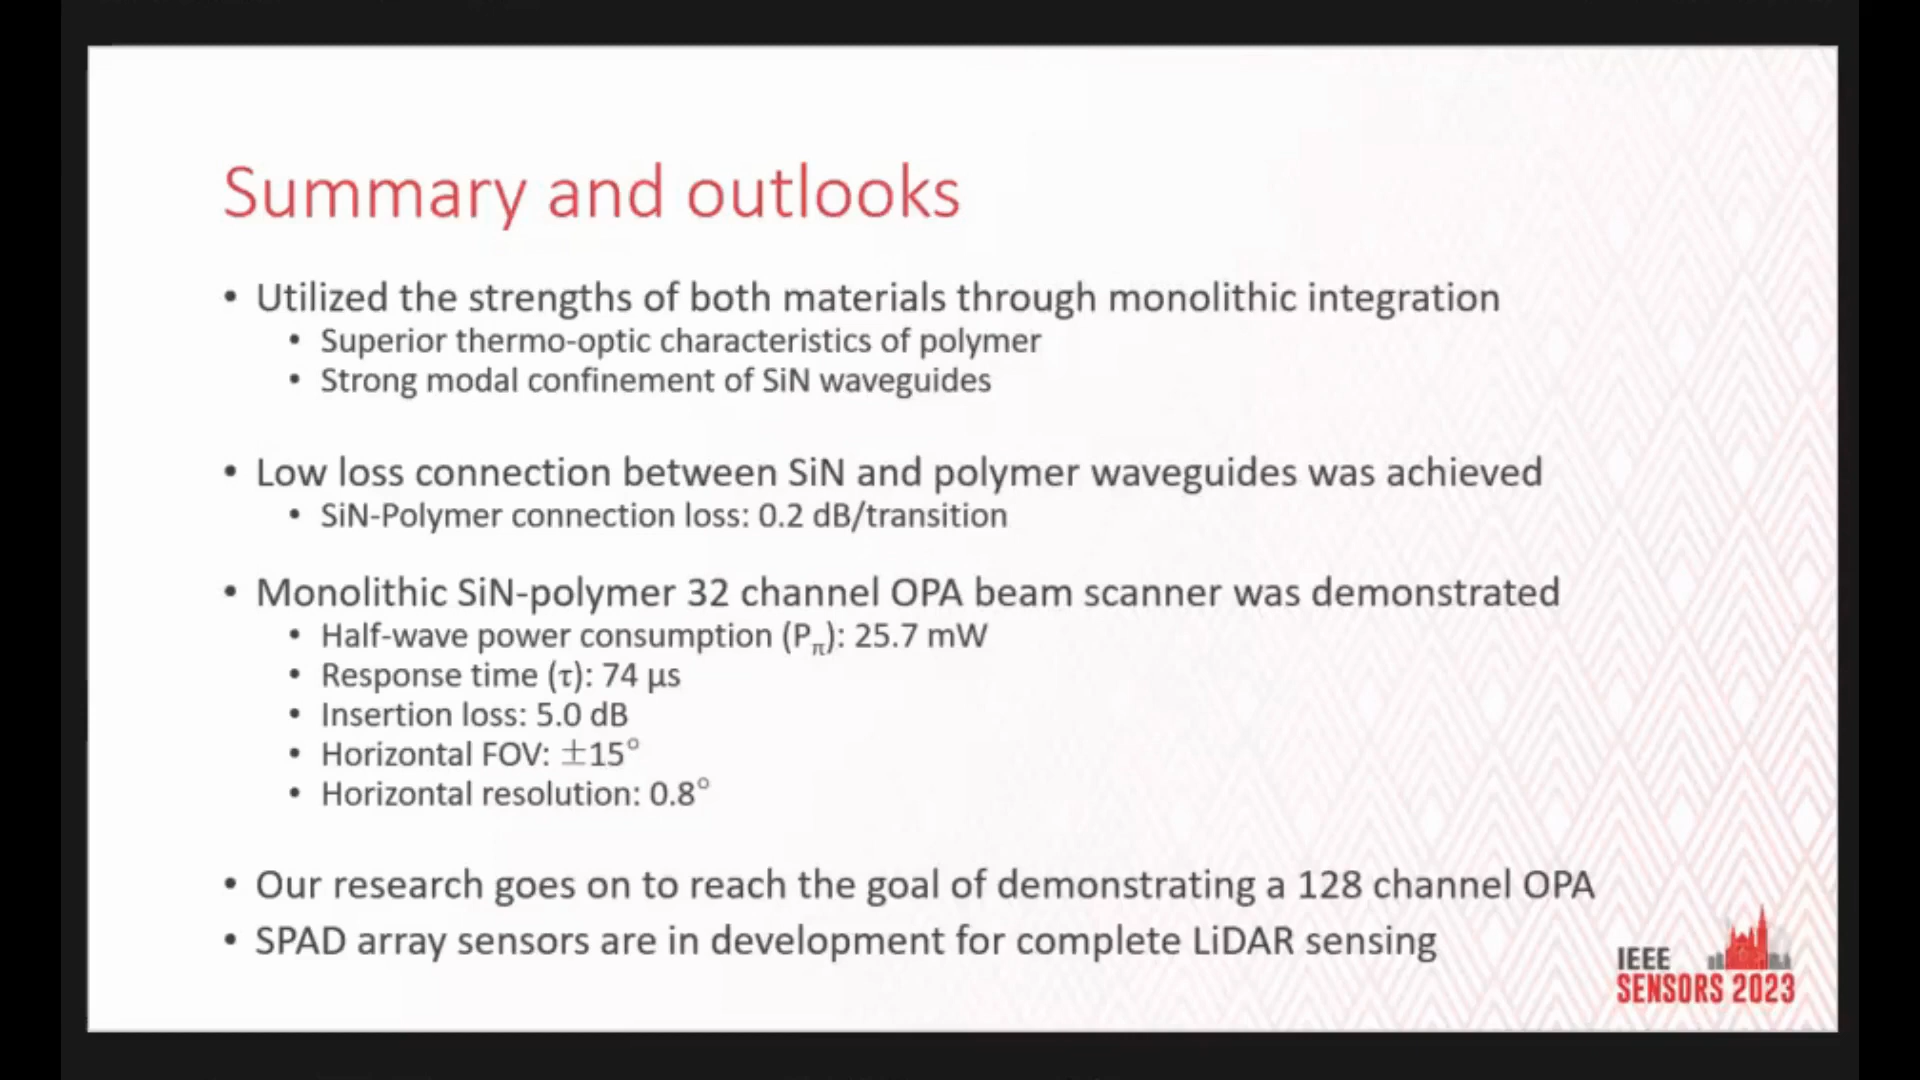 Summary and outlooks
• Utilized the strengths of both materials through monolithic integration
• Superior thermo-optic characteristics of polymer
• Strong modal confinement of SiN waveguides
• Low loss connection between SiN and polymer waveguides was achieved
• SiN-Polymer connection loss: 0.2 dB/transition
• Monolithic SiN-polymer 32 channel OPA beam scanner was demonstrated
• Half-wave power consumption (Pπ): 25.7 mW
• Response time (τ): 74 μs
• Insertion loss: 5.0 dB
• Horizontal FOV: ±15°
• Horizontal resolution: 0.8°
• Our research goes on to reach the goal of demonstrating a 128 channel OPA
• SPAD array sensors are in development for complete LiDAR sensing
IEEE
SENSORS 2023